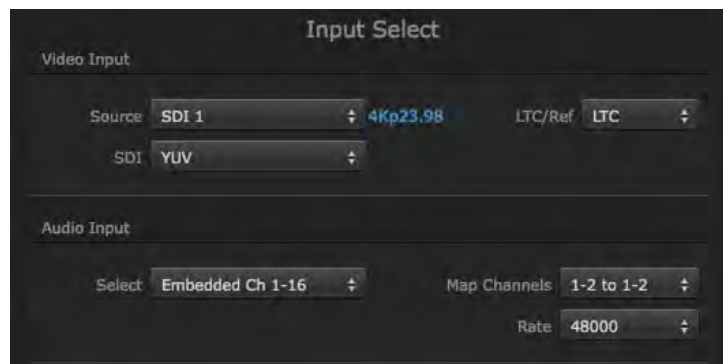 Input Select
Video Input
Source SDI 1 4Kp23.98 LTC/Ref LTC
SDI YUV
Audio Input
Select Embedded Ch 1-16 Map Channels 1-2 to 1-2
Rate 48000